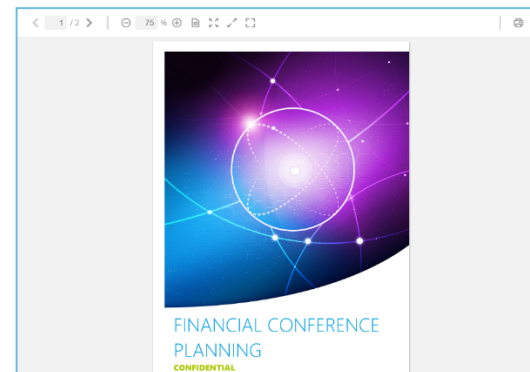 1 / 2 75 %
FINANCIAL CONFERENCE
PLANNING
CONFIDENTIAL